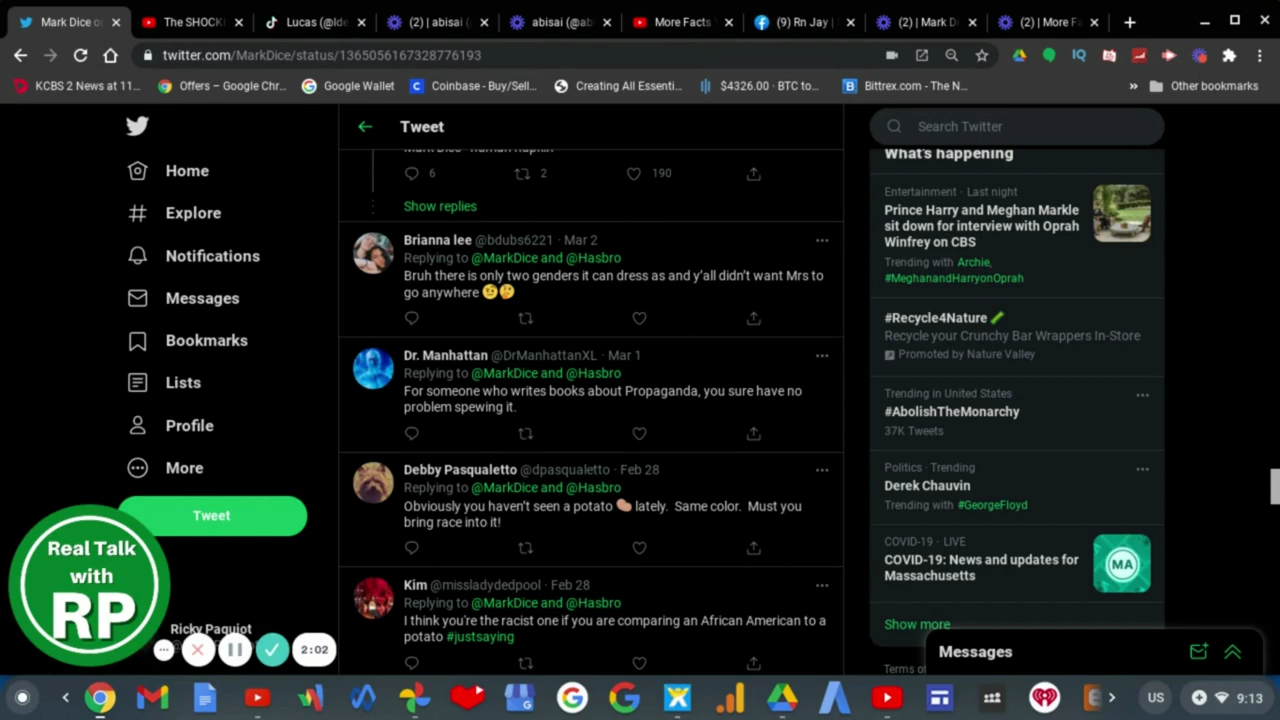 Mark Dice o
The SHOCK
Lucas (@Ide
(2) | abisai (
abisai (@ab
More Facts
(9) Rn Jay |
(2) | Mark D
(2) | More Fa
twitter.com/MarkDice/status/1365056167328776193
KCBS 2 News at 11...
Offers – Google Chr...
Google Wallet
Coinbase - Buy/Sell...
Creating All Essenti...
$4326.00 · BTC to...
Bittrex.com - The N...
Other bookmarks
Home
Explore
Notifications
Messages
Bookmarks
Lists
Profile
More
Tweet
Real Talk
with
RP
Ricky Paquiot
2:02
Tweet
Mark Dice - human napkin
6 2 190
Show replies
Brianna lee @bdubs6221 · Mar 2
Replying to @MarkDice and @Hasbro
Bruh there is only two genders it can dress as and y'all didn't want Mrs to
go anywhere 🤨🤔
Dr. Manhattan @DrManhattanXL · Mar 1
Replying to @MarkDice and @Hasbro
For someone who writes books about Propaganda, you sure have no
problem spewing it.
Debby Pasqualetto @dpasqualetto · Feb 28
Replying to @MarkDice and @Hasbro
Obviously you haven't seen a potato 🥔 lately. Same color. Must you
bring race into it!
Kim @missladydedpool · Feb 28
Replying to @MarkDice and @Hasbro
I think you're the racist one if you are comparing an African American to a
potato #justsaying
Search Twitter
What's happening
Entertainment · Last night
Prince Harry and Meghan Markle
sit down for interview with Oprah
Winfrey on CBS
Trending with Archie,
#MeghanandHarryonOprah
#Recycle4Nature
Recycle your Crunchy Bar Wrappers In-Store
Promoted by Nature Valley
Trending in United States
#AbolishTheMonarchy
37K Tweets
Politics · Trending
Derek Chauvin
Trending with #GeorgeFloyd
COVID-19 · LIVE
COVID-19: News and updates for
Massachusetts
MA
Show more
Terms of
Messages
US
9:13